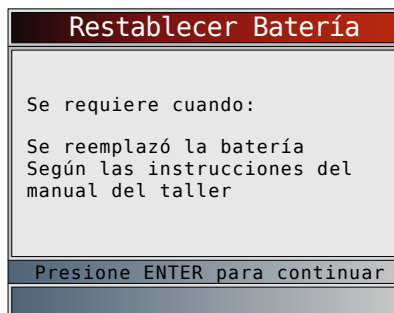 Restablecer Batería
Se requiere cuando:
Se reemplazó la batería
Según las instrucciones del
manual del taller
Presione ENTER para continuar